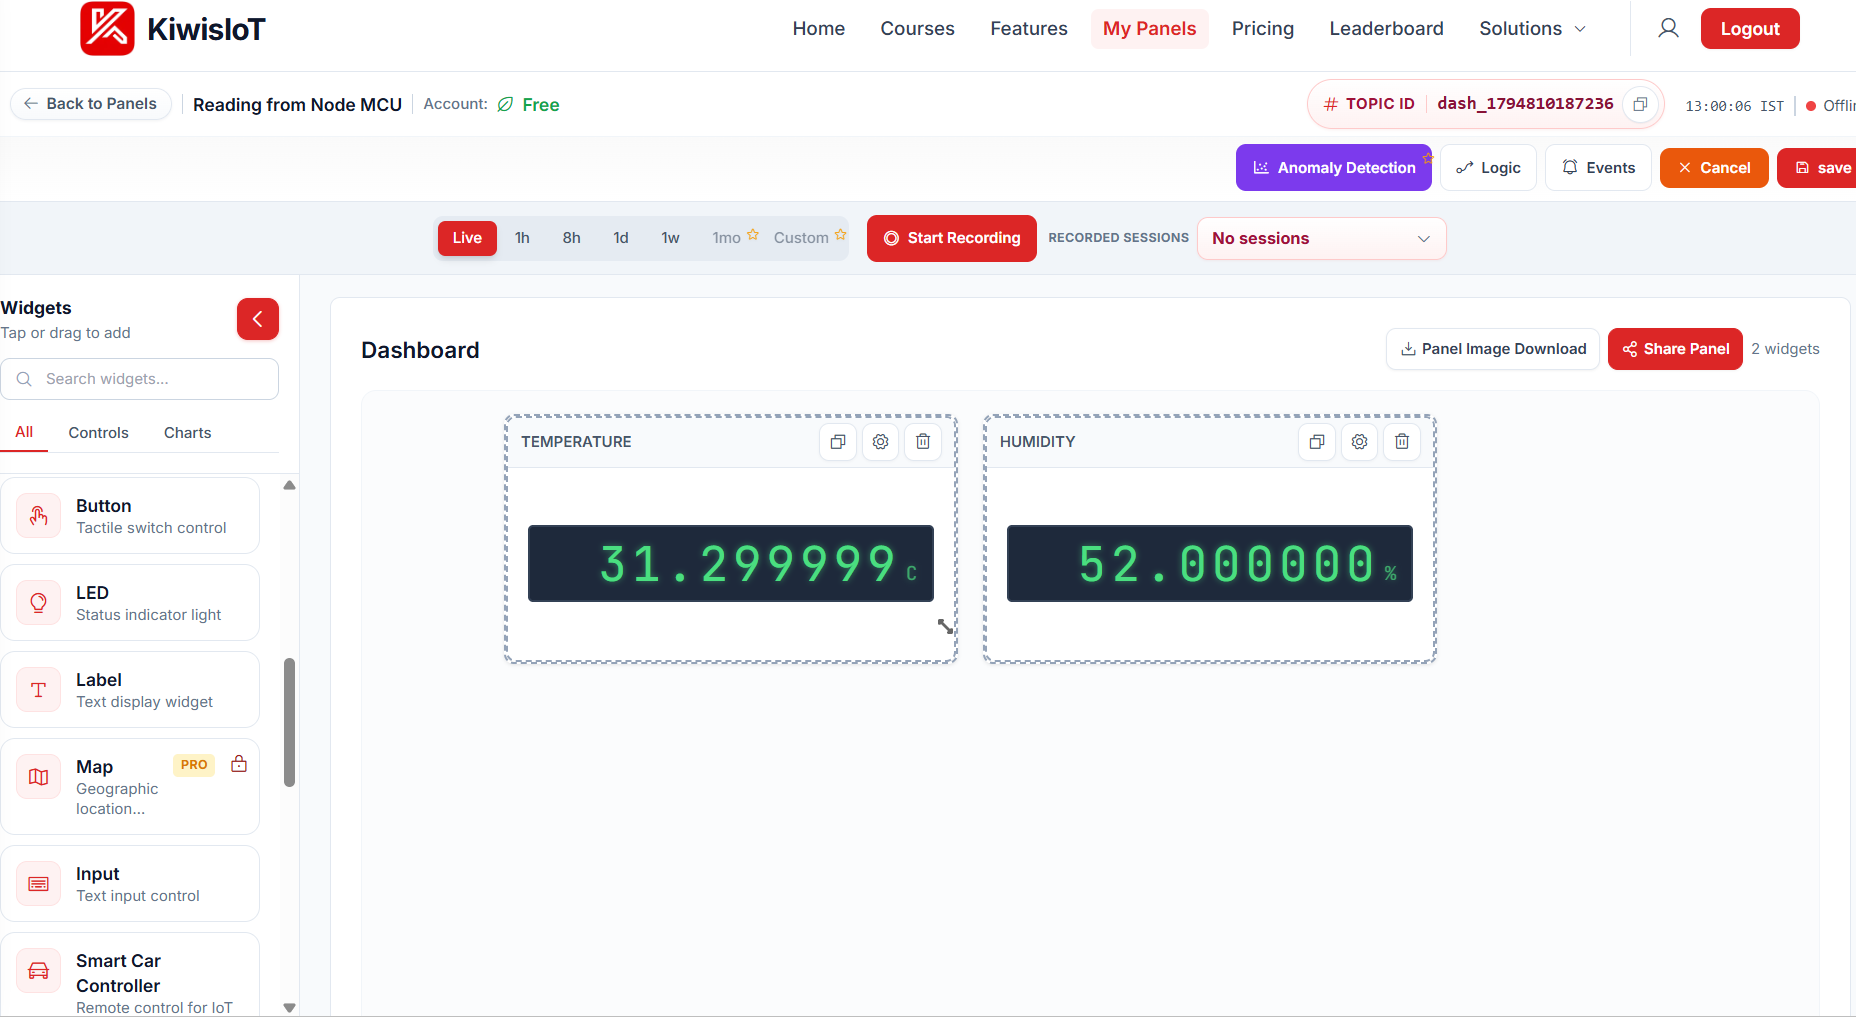 KiwisIoT
Home Courses Features My Panels Pricing Leaderboard Solutions Logout
Back to Panels Reading from Node MCU Account: Free TOPIC ID dash_1794810187236 13:00:06 IST
Anomaly Detection Logic Events Cancel save
Live 1h 8h 1d 1w 1mo Custom Start Recording RECORDED SESSIONS No sessions
Widgets
Tap or drag to add
Search widgets...
All Controls Charts
Button
Tactile switch control
LED
Status indicator light
Label
Text display widget
Map PRO
Geographic
location...
Input
Text input control
Smart Car
Controller
Remote control for IoT
Dashboard Panel Image Download Share Panel 2 widgets
TEMPERATURE
31.299999 C
HUMIDITY
52.000000 %